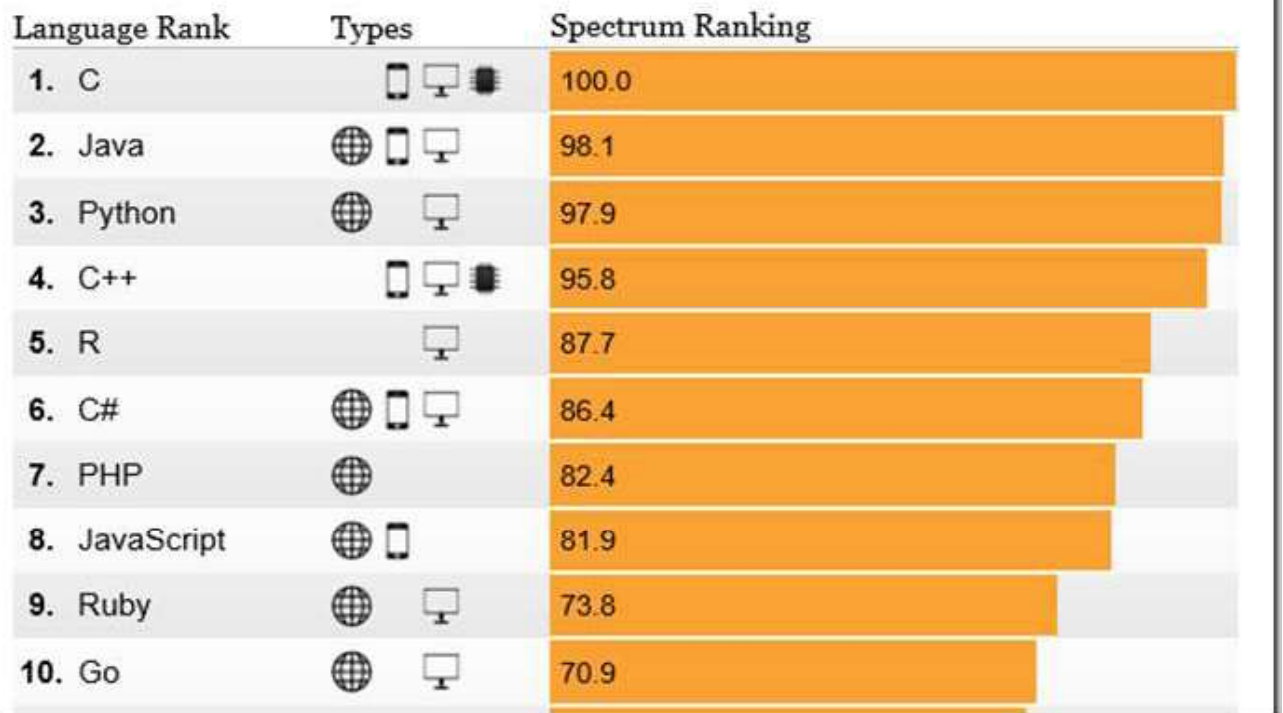 Language Rank Types Spectrum Ranking
1. C 100.0
2. Java 98.1
3. Python 97.9
4. C++ 95.8
5. R 87.7
6. C# 86.4
7. PHP 82.4
8. JavaScript 81.9
9. Ruby 73.8
10. Go 70.9